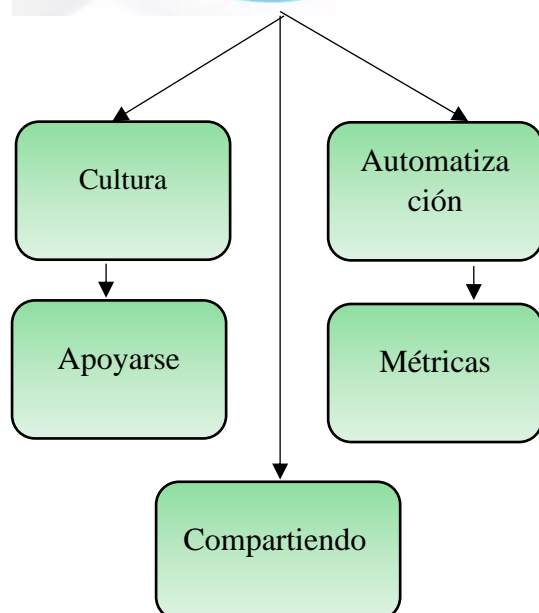 Cultura
Automatiza
ción
Apoyarse
Métricas
Compartiendo